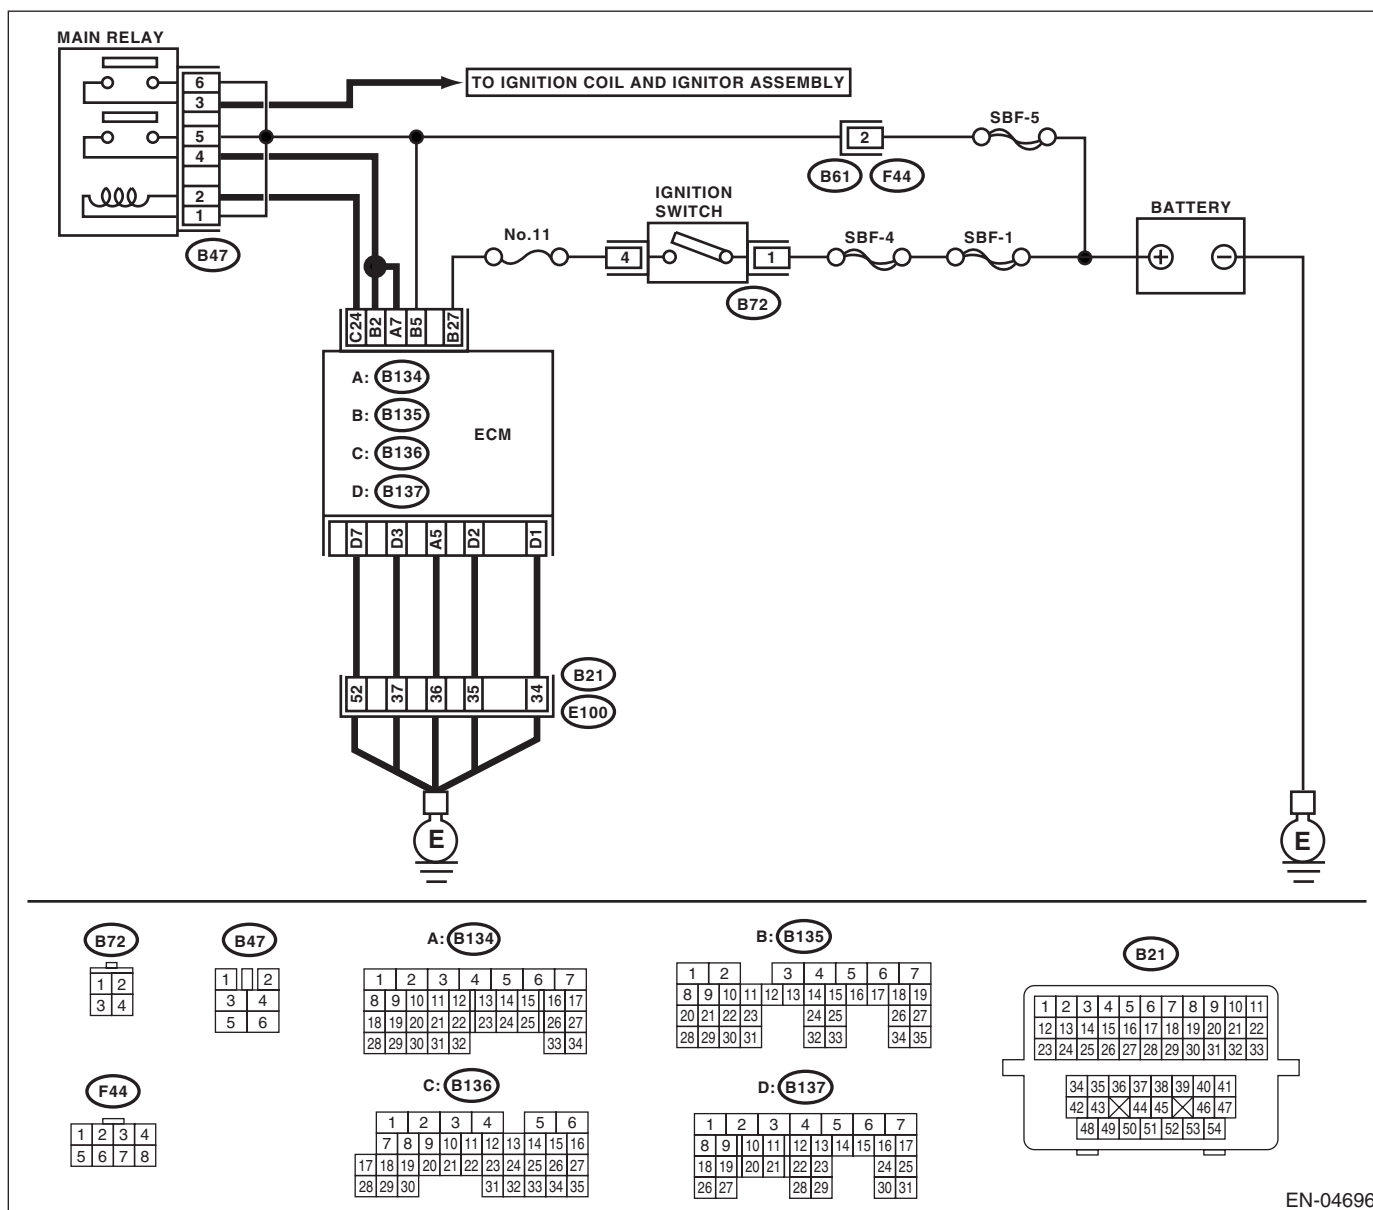 MAIN RELAY
6
3
5
4
2
1
B47
TO IGNITION COIL AND IGNITOR ASSEMBLY
SBF-5
2
B61 F44
IGNITION
SWITCH
No.11
4
1
B72
SBF-4
SBF-1
BATTERY
+ −
C24 B2 A7 B5 B27
A: B134
B: B135
C: B136
D: B137
ECM
D7 D3 A5 D2 D1
52 37 36 35 34
B21
E100
E
E
B72
1 2
3 4
B47
1 2
3 4
5 6
A: B134
1 2 3 4 5 6 7
8 9 10 11 12 13 14 15 16 17
18 19 20 21 22 23 24 25 26 27
28 29 30 31 32 33 34
B: B135
1 2 3 4 5 6 7
8 9 10 11 12 13 14 15 16 17 18 19
20 21 22 23 24 25 26 27
28 29 30 31 32 33 34 35
B21
1 2 3 4 5 6 7 8 9 10 11
12 13 14 15 16 17 18 19 20 21 22
23 24 25 26 27 28 29 30 31 32 33
34 35 36 37 38 39 40 41
42 43 44 45 46 47
48 49 50 51 52 53 54
F44
1 2 3 4
5 6 7 8
C: B136
1 2 3 4 5 6
7 8 9 10 11 12 13 14 15 16
17 18 19 20 21 22 23 24 25 26 27
28 29 30 31 32 33 34 35
D: B137
1 2 3 4 5 6 7
8 9 10 11 12 13 14 15 16 17
18 19 20 21 22 23 24 25
26 27 28 29 30 31
EN-04696